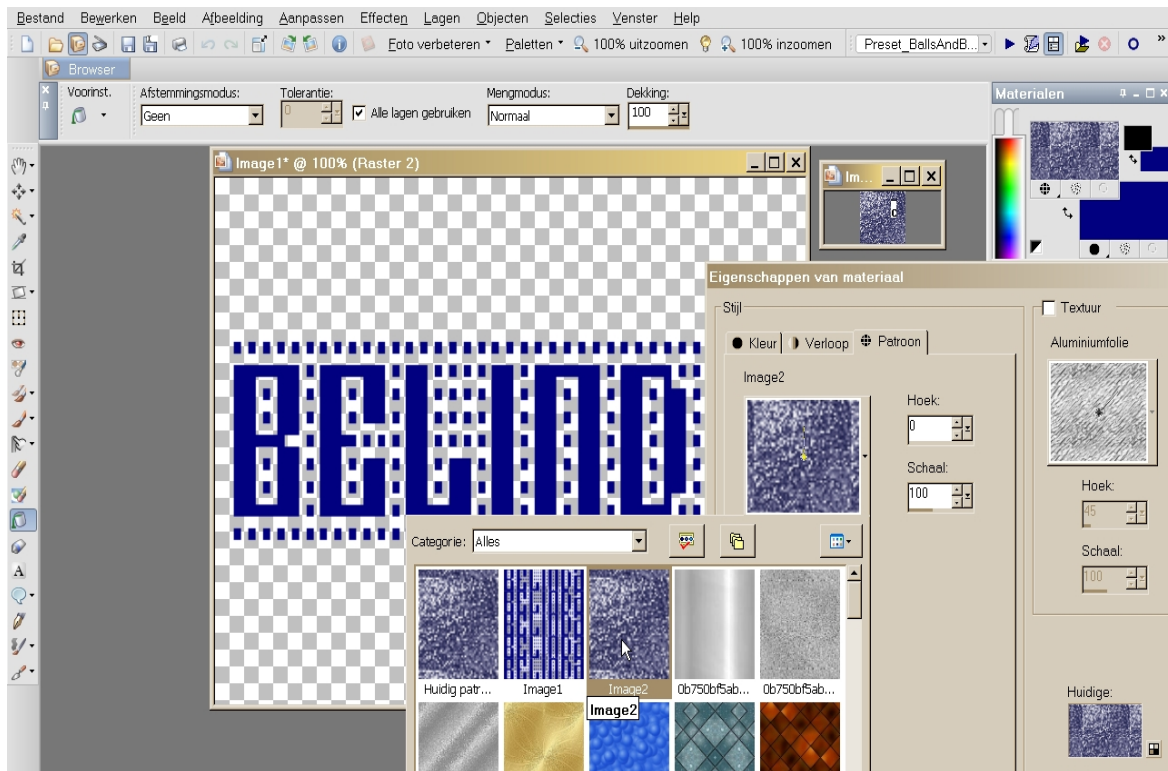 Bestand Bewerken Beeld Afbeelding Aanpassen Effecten Lagen Objecten Selecties Venster Help
Foto verbeteren Paletten 100% uitzoomen 100% inzoomen Preset_BallsAndB... »
Browser
Voorinst. Afstemmingsmodus: Tolerantie: Mengmodus: Dekking:
Geen 0 Alle lagen gebruiken Normaal 100
Materialen
Image1* @ 100% (Raster 2)
Im...
BELIND
Eigenschappen van materiaal
Stijl
Kleur Verloop Patroon
Image2
Hoek:
0
Schaal:
100
Textuur
Aluminiumfolie
Hoek:
45
Schaal:
100
Huidige:
Categorie: Alles
Huidig patr... Image1 Image2 0b750bf5ab... 0b750bf5ab...
Image2